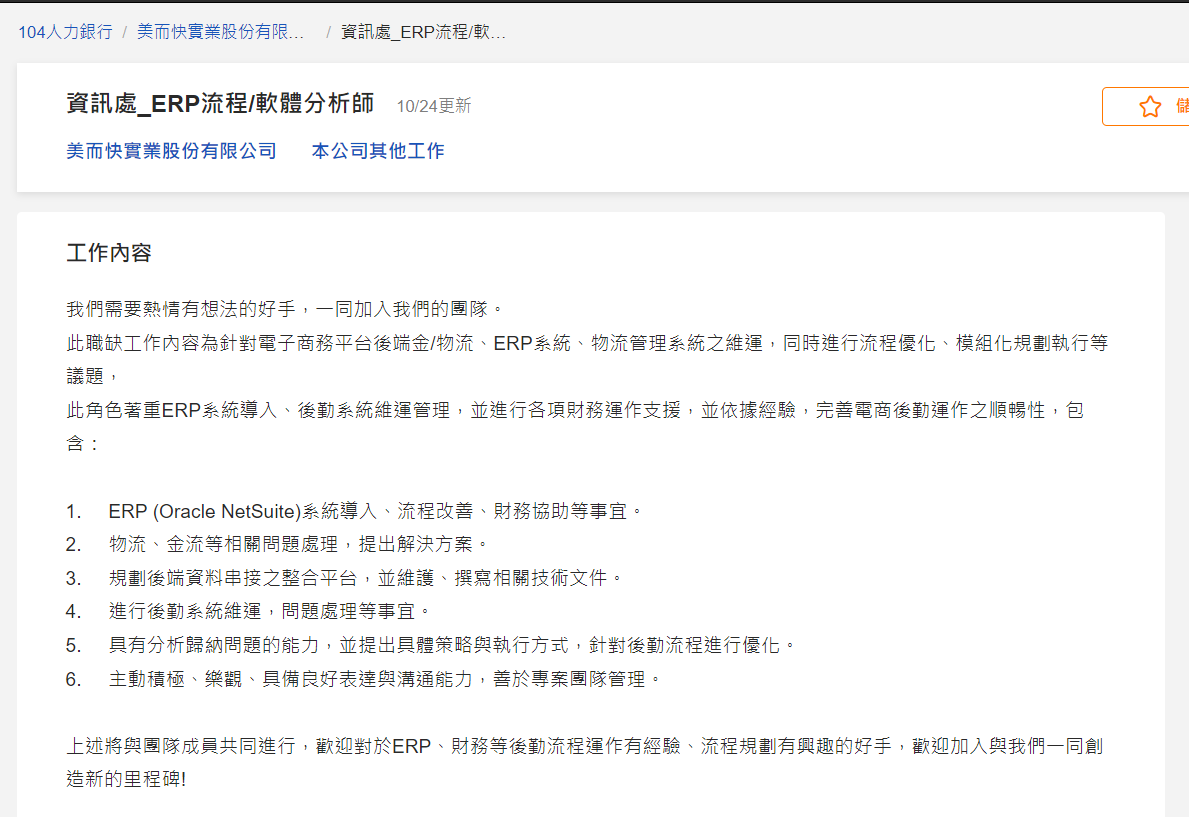 104人力銀行 / 美而快實業股份有限... / 資訊處_ERP流程/軟...
資訊處_ERP流程/軟體分析師 10/24更新
儲
美而快實業股份有限公司 本公司其他工作
工作內容
我們需要熱情有想法的好手，一同加入我們的團隊。
此職缺工作內容為針對電子商務平台後端金/物流、ERP系統、物流管理系統之維運，同時進行流程優化、模組化規劃執行等
議題，
此角色著重ERP系統導入、後勤系統維運管理，並進行各項財務運作支援，並依據經驗，完善電商後勤運作之順暢性，包
含：
1. ERP (Oracle NetSuite)系統導入、流程改善、財務協助等事宜。
2. 物流、金流等相關問題處理，提出解決方案。
3. 規劃後端資料串接之整合平台，並維護、撰寫相關技術文件。
4. 進行後勤系統維運，問題處理等事宜。
5. 具有分析歸納問題的能力，並提出具體策略與執行方式，針對後勤流程進行優化。
6. 主動積極、樂觀、具備良好表達與溝通能力，善於專案團隊管理。
上述將與團隊成員共同進行，歡迎對於ERP、財務等後勤流程運作有經驗、流程規劃有興趣的好手，歡迎加入與我們一同創
造新的里程碑!